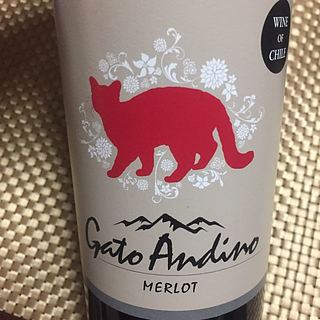 WINE
OF
CHILE
Gato Andino
MERLOT